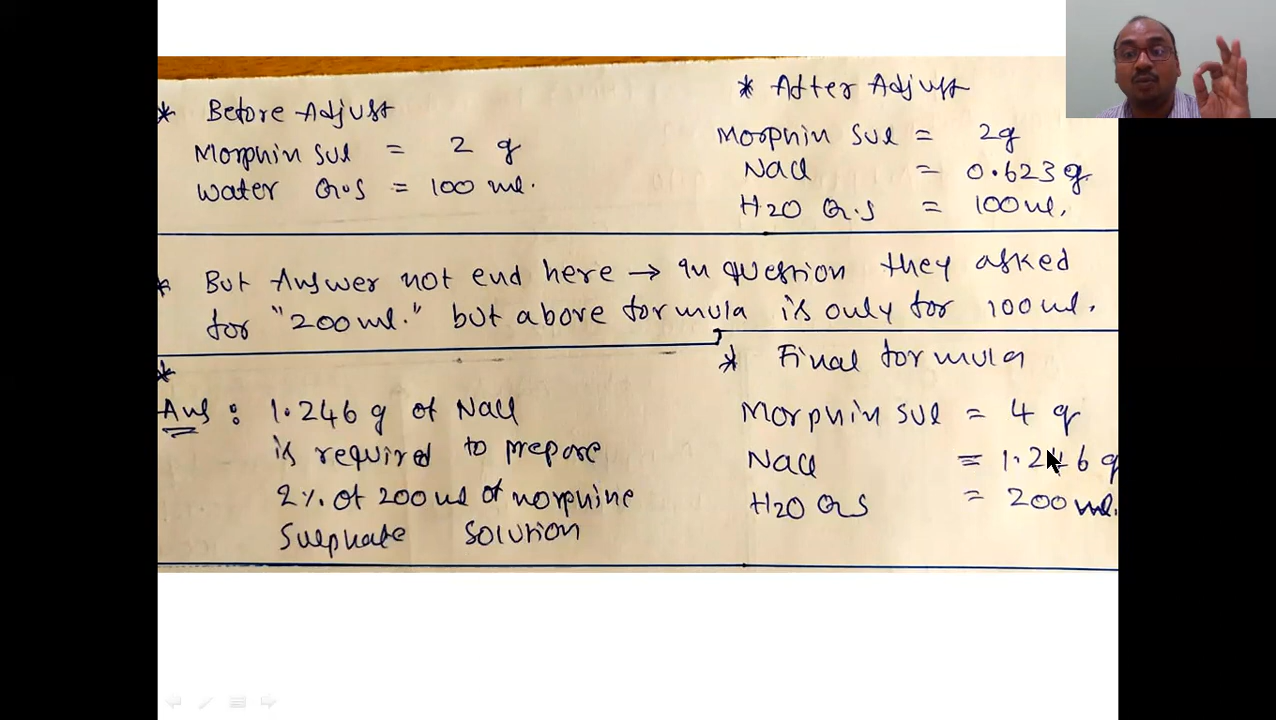 * Before Adjust
Morphin Sul = 2 g
Water Q.S = 100 ml.
* After Adjust
Morphin Sul = 2g
NaCl = 0.623 g
H2O Q.S = 100 ml.
* But Answer not end here → In question they asked
for "200 ml." but above formula is only for 100 ml.
*
Ans : 1.246 g of NaCl
is required to prepare
2% of 200 ml of morphine
Sulphate Solution
* Final formula
Morphin Sul = 4 g
NaCl = 1.246 g
H2O QS = 200 ml.